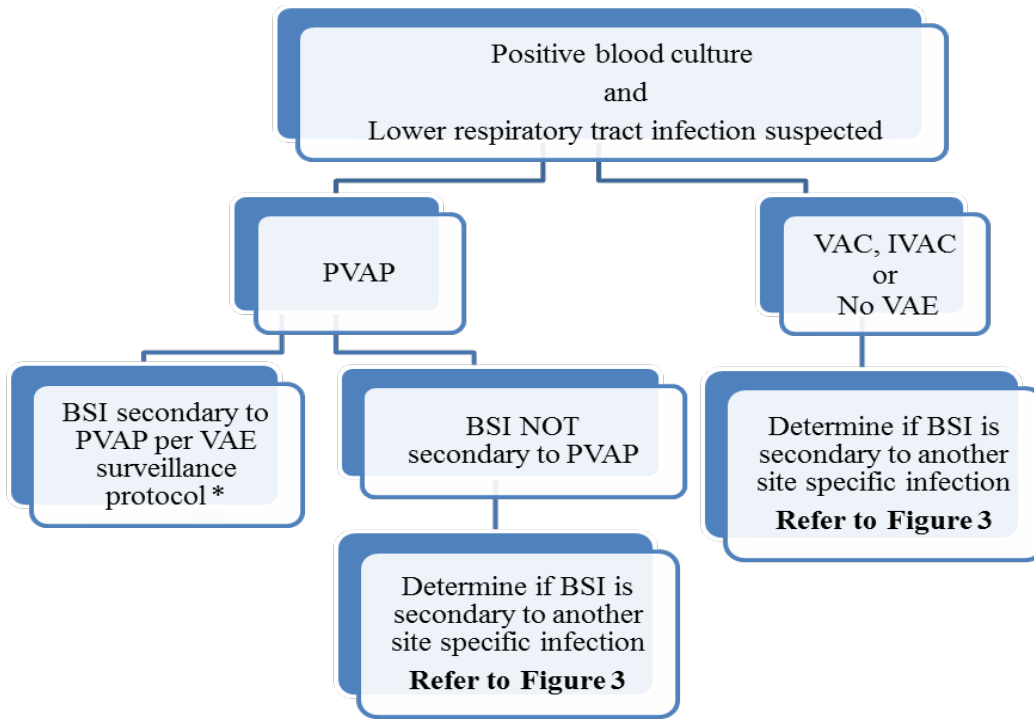 Positive blood culture
and
Lower respiratory tract infection suspected
PVAP
VAC, IVAC
or
No VAE
BSI secondary to
PVAP per VAE
surveillance
protocol *
BSI NOT
secondary to PVAP
Determine if BSI is
secondary to another
site specific infection
Refer to Figure 3
Determine if BSI is
secondary to another
site specific infection
Refer to Figure 3